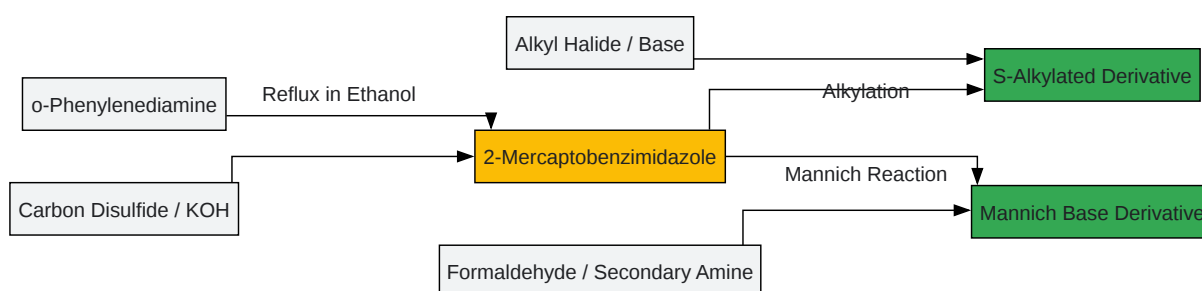 Alkyl Halide / Base
S-Alkylated Derivative
o-Phenylenediamine
Reflux in Ethanol
Alkylation
2-Mercaptobenzimidazole
Mannich Reaction
Carbon Disulfide / KOH
Mannich Base Derivative
Formaldehyde / Secondary Amine